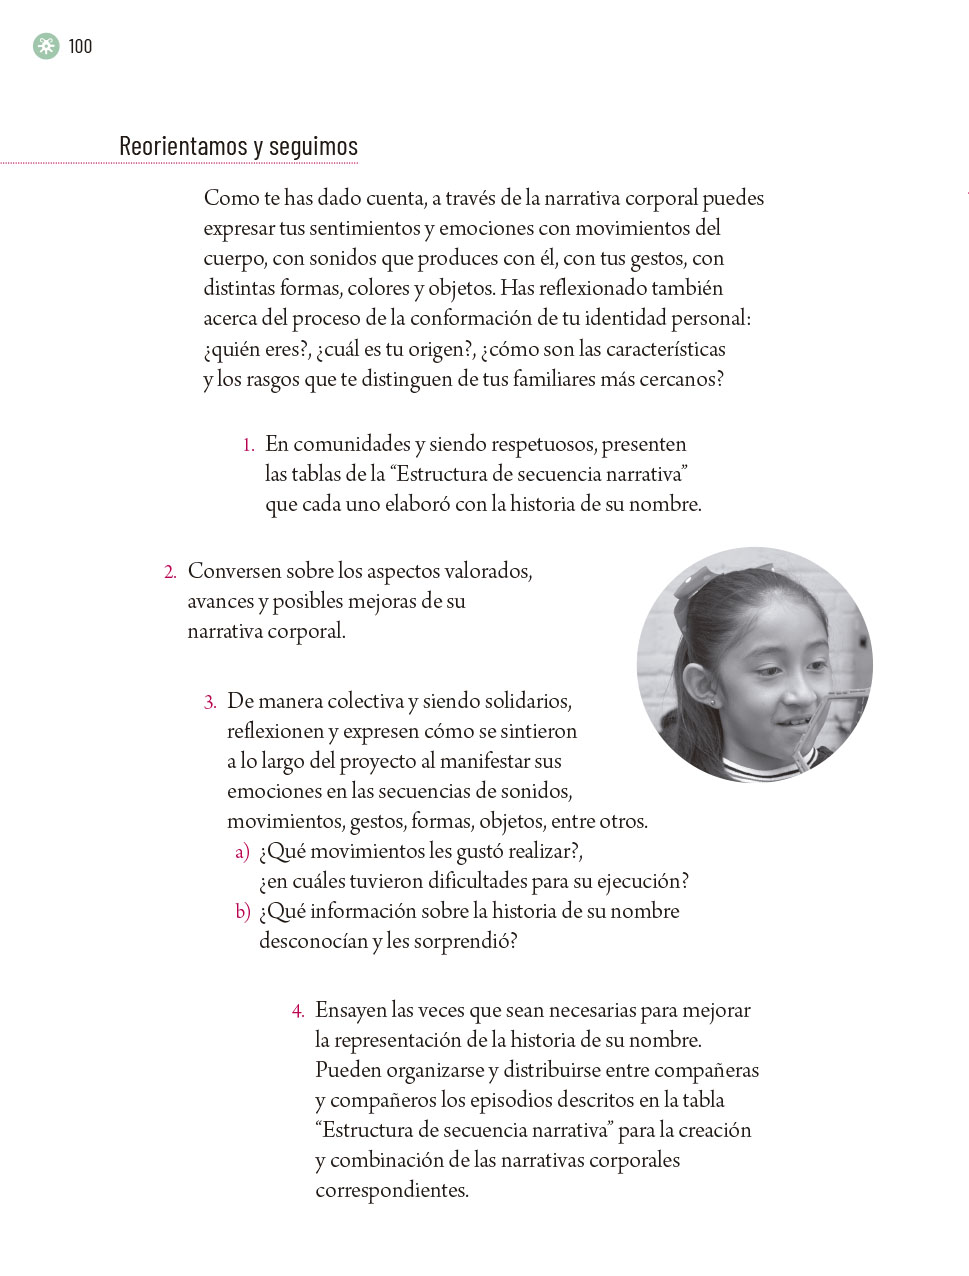 100
Reorientamos y seguimos
Como te has dado cuenta, a través de la narrativa corporal puedes
expresar tus sentimientos y emociones con movimientos del
cuerpo, con sonidos que produces con él, con tus gestos, con
distintas formas, colores y objetos. Has reflexionado también
acerca del proceso de la conformación de tu identidad personal:
¿quién eres?, ¿cuál es tu origen?, ¿cómo son las características
y los rasgos que te distinguen de tus familiares más cercanos?
1. En comunidades y siendo respetuosos, presenten
las tablas de la “Estructura de secuencia narrativa”
que cada uno elaboró con la historia de su nombre.
2. Conversen sobre los aspectos valorados,
avances y posibles mejoras de su
narrativa corporal.
3. De manera colectiva y siendo solidarios,
reflexionen y expresen cómo se sintieron
a lo largo del proyecto al manifestar sus
emociones en las secuencias de sonidos,
movimientos, gestos, formas, objetos, entre otros.
a) ¿Qué movimientos les gustó realizar?,
¿en cuáles tuvieron dificultades para su ejecución?
b) ¿Qué información sobre la historia de su nombre
desconocían y les sorprendió?
4. Ensayen las veces que sean necesarias para mejorar
la representación de la historia de su nombre.
Pueden organizarse y distribuirse entre compañeras
y compañeros los episodios descritos en la tabla
“Estructura de secuencia narrativa” para la creación
y combinación de las narrativas corporales
correspondientes.